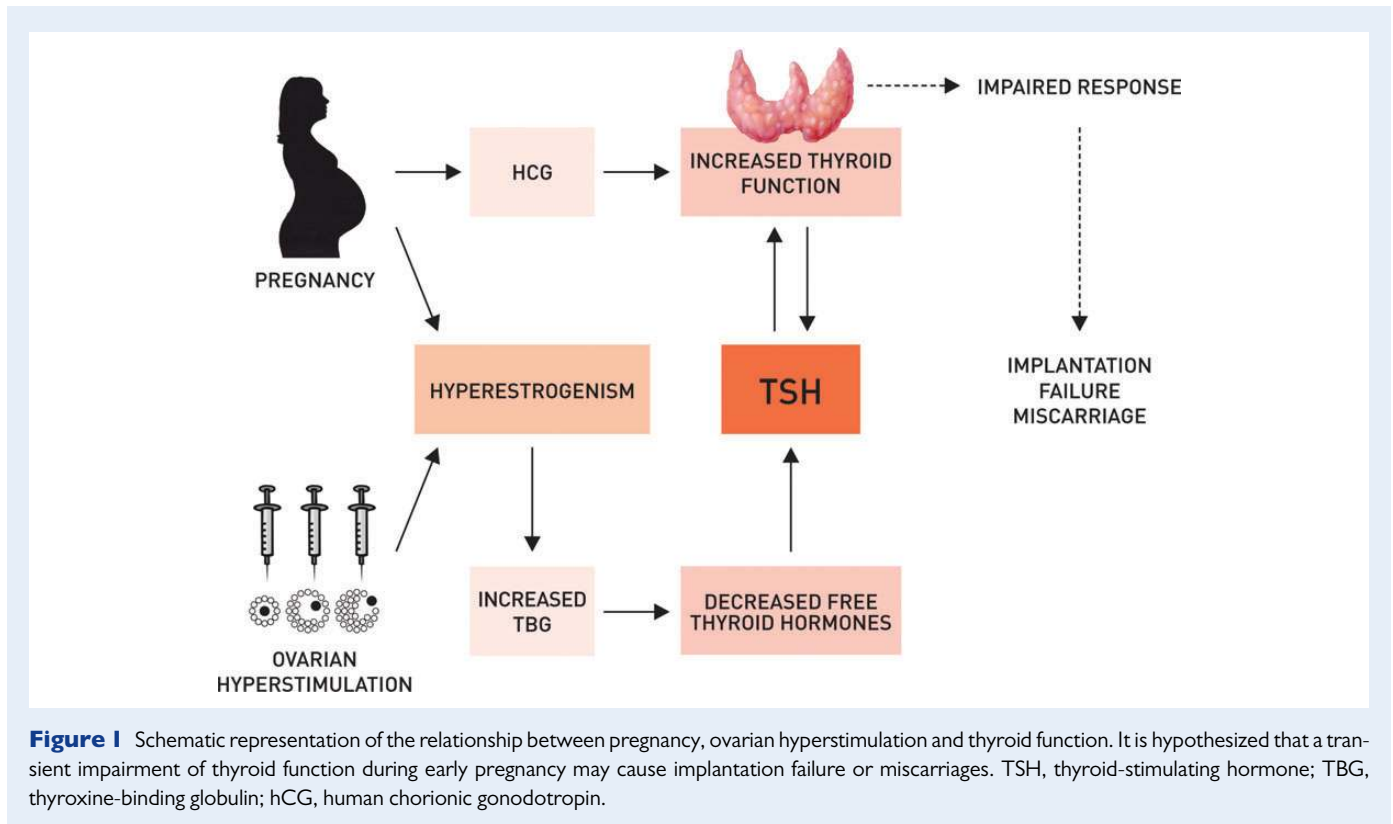 PREGNANCY
HCG
INCREASED THYROID
FUNCTION
IMPAIRED RESPONSE
HYPERESTROGENISM
TSH
IMPLANTATION
FAILURE
MISCARRIAGE
OVARIAN
HYPERSTIMULATION
INCREASED
TBG
DECREASED FREE
THYROID HORMONES
Figure 1 Schematic representation of the relationship between pregnancy, ovarian hyperstimulation and thyroid function. It is hypothesized that a tran-
sient impairment of thyroid function during early pregnancy may cause implantation failure or miscarriages. TSH, thyroid-stimulating hormone; TBG,
thyroxine-binding globulin; hCG, human chorionic gonodotropin.